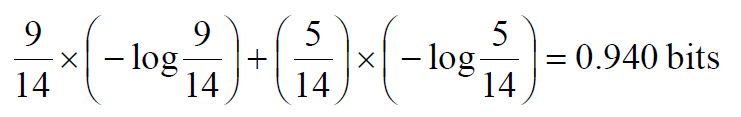 9/14 × (− log 9/14) + (5/14) × (− log 5/14) = 0.940 bits